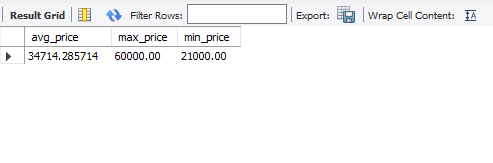 Result Grid Filter Rows: Export: Wrap Cell Content:
avg_price max_price min_price
34714.285714 60000.00 21000.00